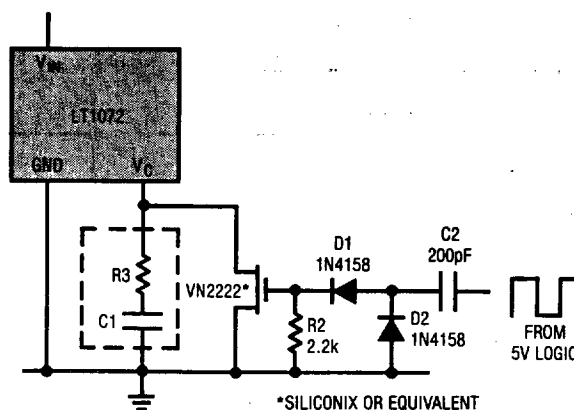 VIN
LT1072
GND
VC
R3
C1
VN2222*
D1
1N4158
C2
200pF
R2
2.2k
D2
1N4158
FROM
5V LOGIC
*SILICONIX OR EQUIVALENT